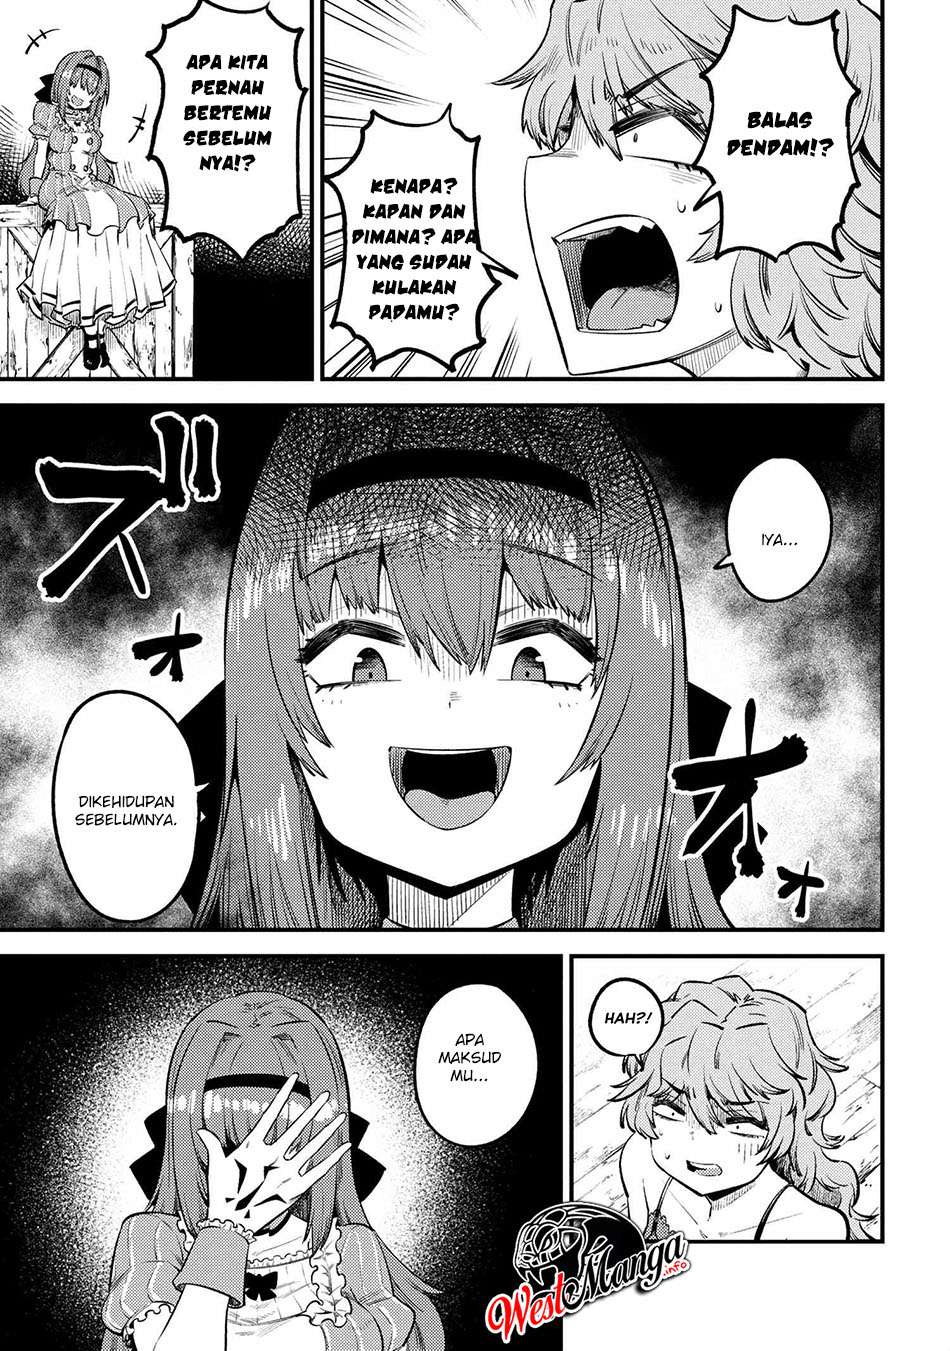 BALAS
DENDAM!?
KENAPA?
KAPAN DAN
DIMANA? APA
YANG SUDAH
KULAKAN
PADAMU?
APA KITA
PERNAH
BERTEMU
SEBELUM
NYA!?
IYA...
ズ
オ
オ
オ
DIKEHIDUPAN
SEBELUMNYA.
HAH?!
APA
MAKSUD
MU...
WestManga
.info